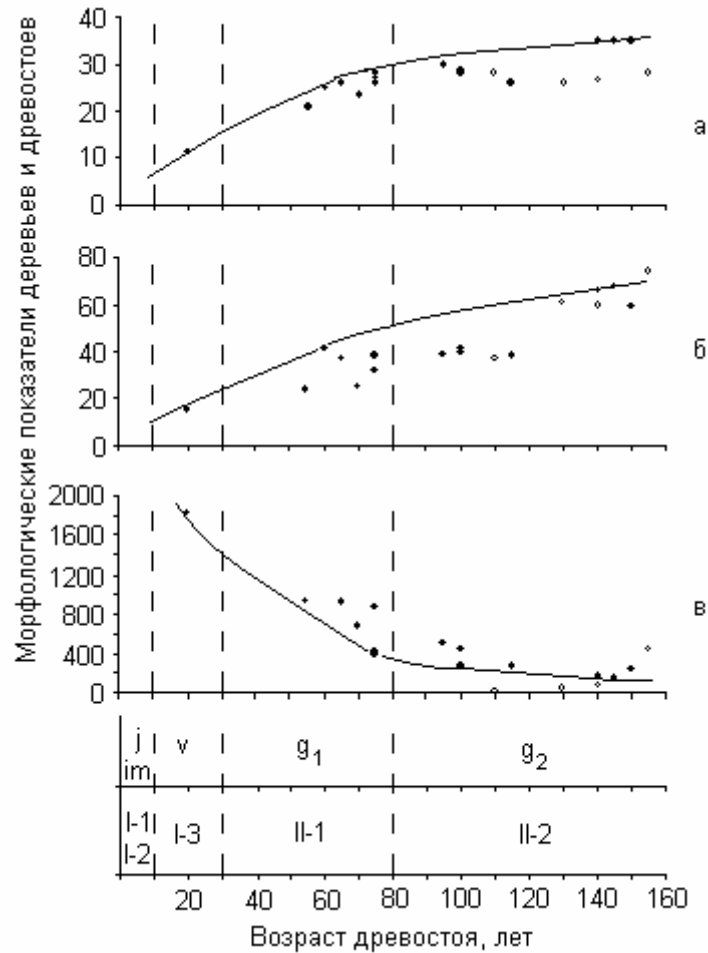 Морфологические показатели деревьев и древостоев
40
30
20
10
0
а
80
60
40
20
0
б
2000
1600
1200
800
400
0
в
j v g1 g2
im
I-1 I-3 II-1 II-2
I-2
20 40 60 80 100 120 140 160
Возраст древостоя, лет